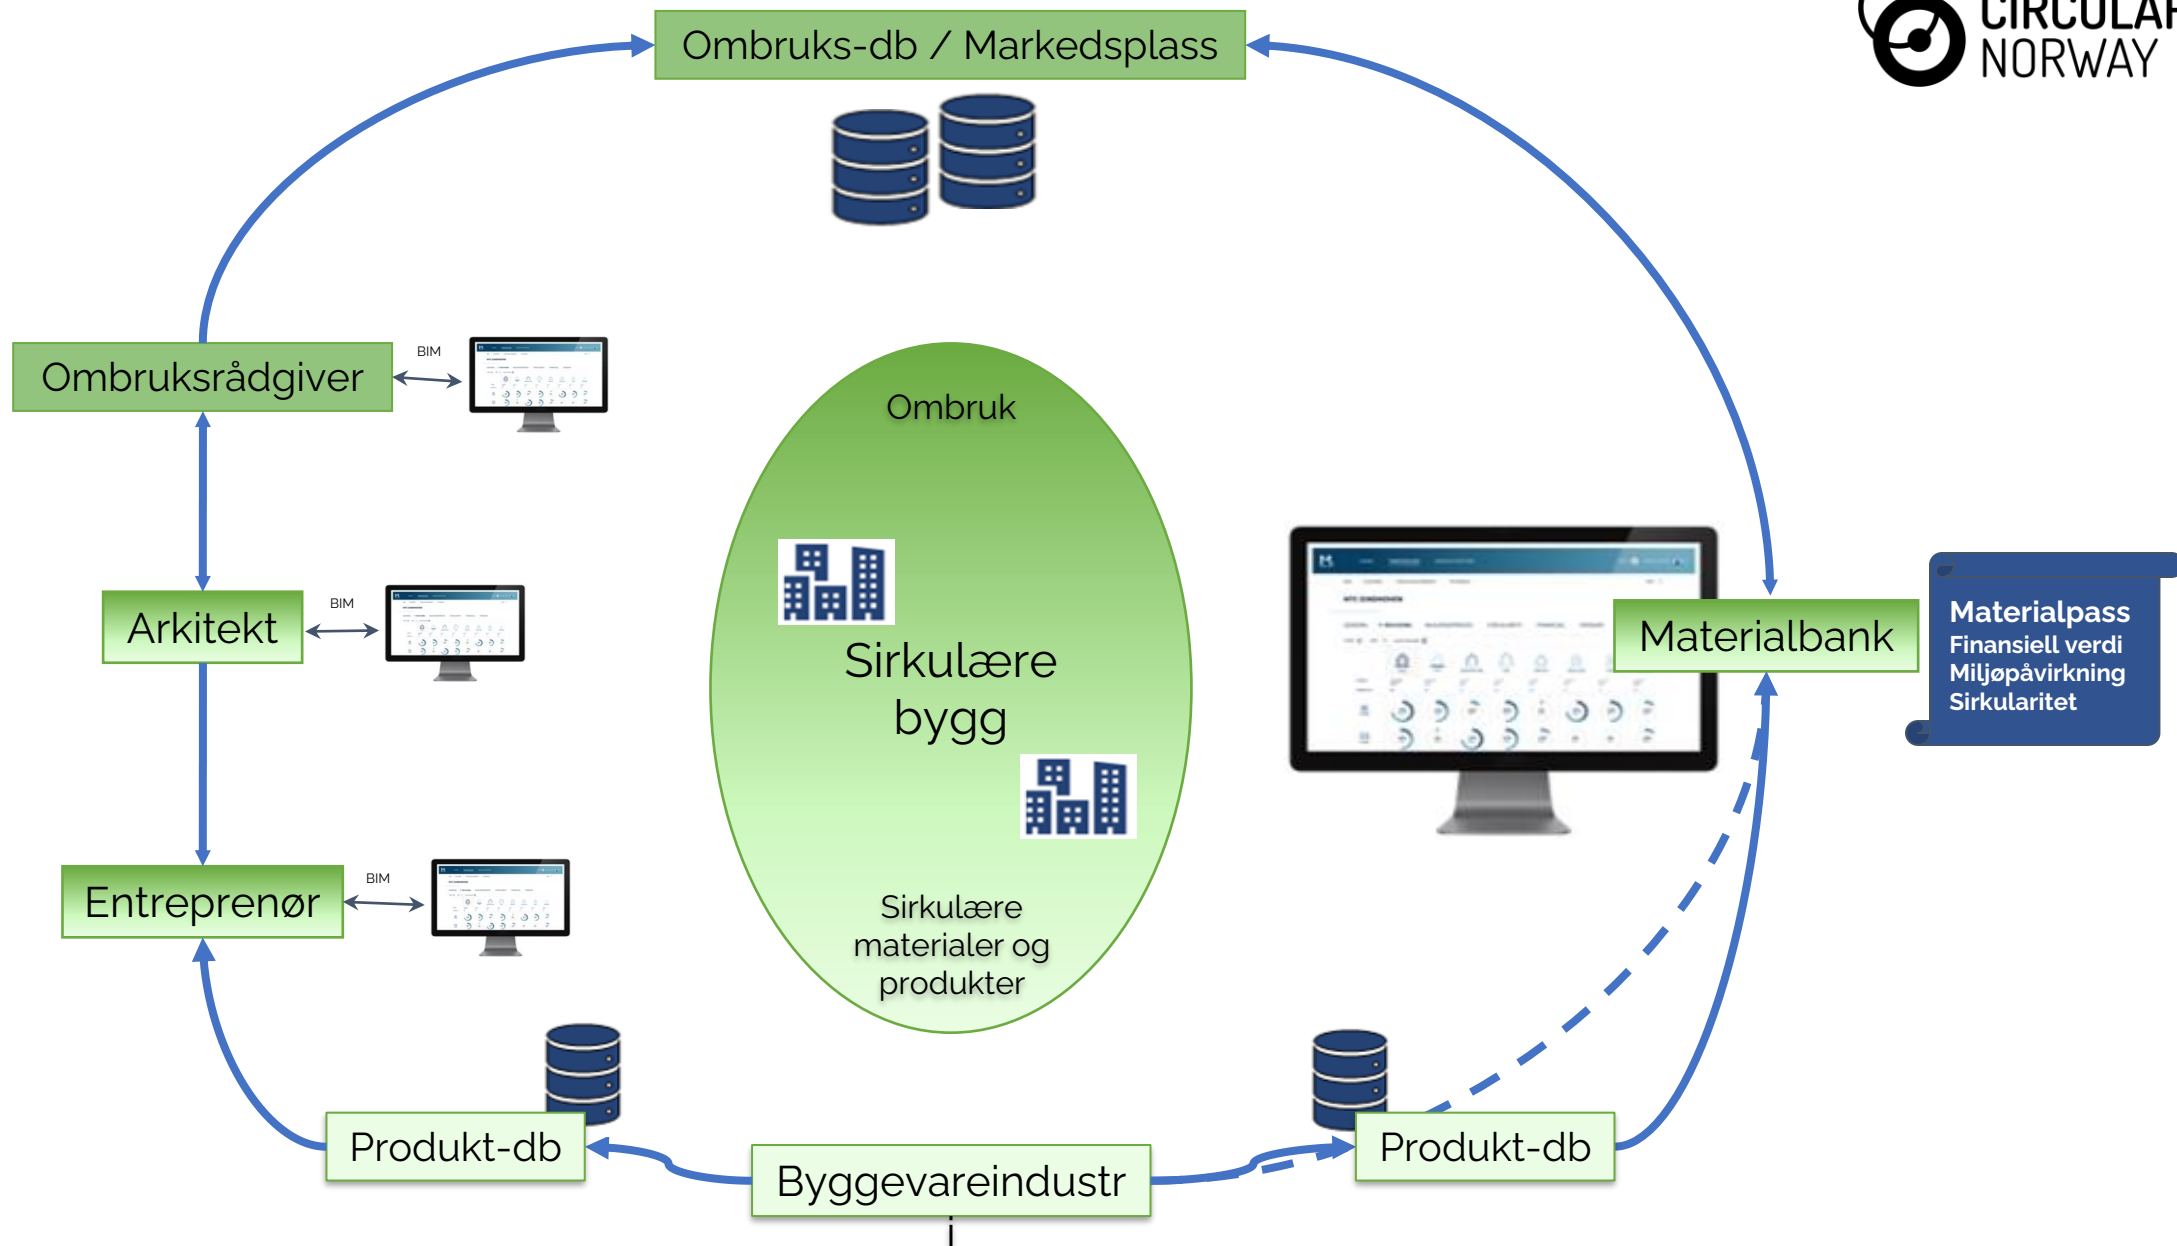 Ombruks-db / Markedsplass
NORWAY
Ombruksrådgiver
BIM
Ombruk
Arkitekt
BIM
Sirkulære
bygg
Materialbank
Materialpass
Finansiell verdi
Miljøpåvirkning
Sirkularitet
Entreprenør
BIM
Sirkulære
materialer og
produkter
Produkt-db
Byggevareindustr
Produkt-db